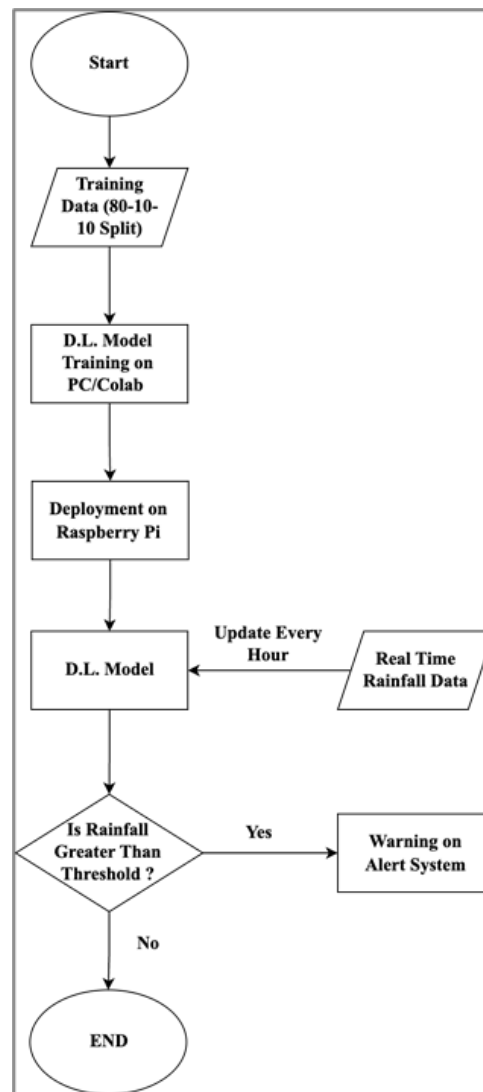 Start
Training
Data (80-10-
10 Split)
D.L. Model
Training on
PC/Colab
Deployment on
Raspberry Pi
D.L. Model
Update Every
Hour
Real Time
Rainfall Data
Is Rainfall
Greater Than
Threshold ?
Yes
Warning on
Alert System
No
END